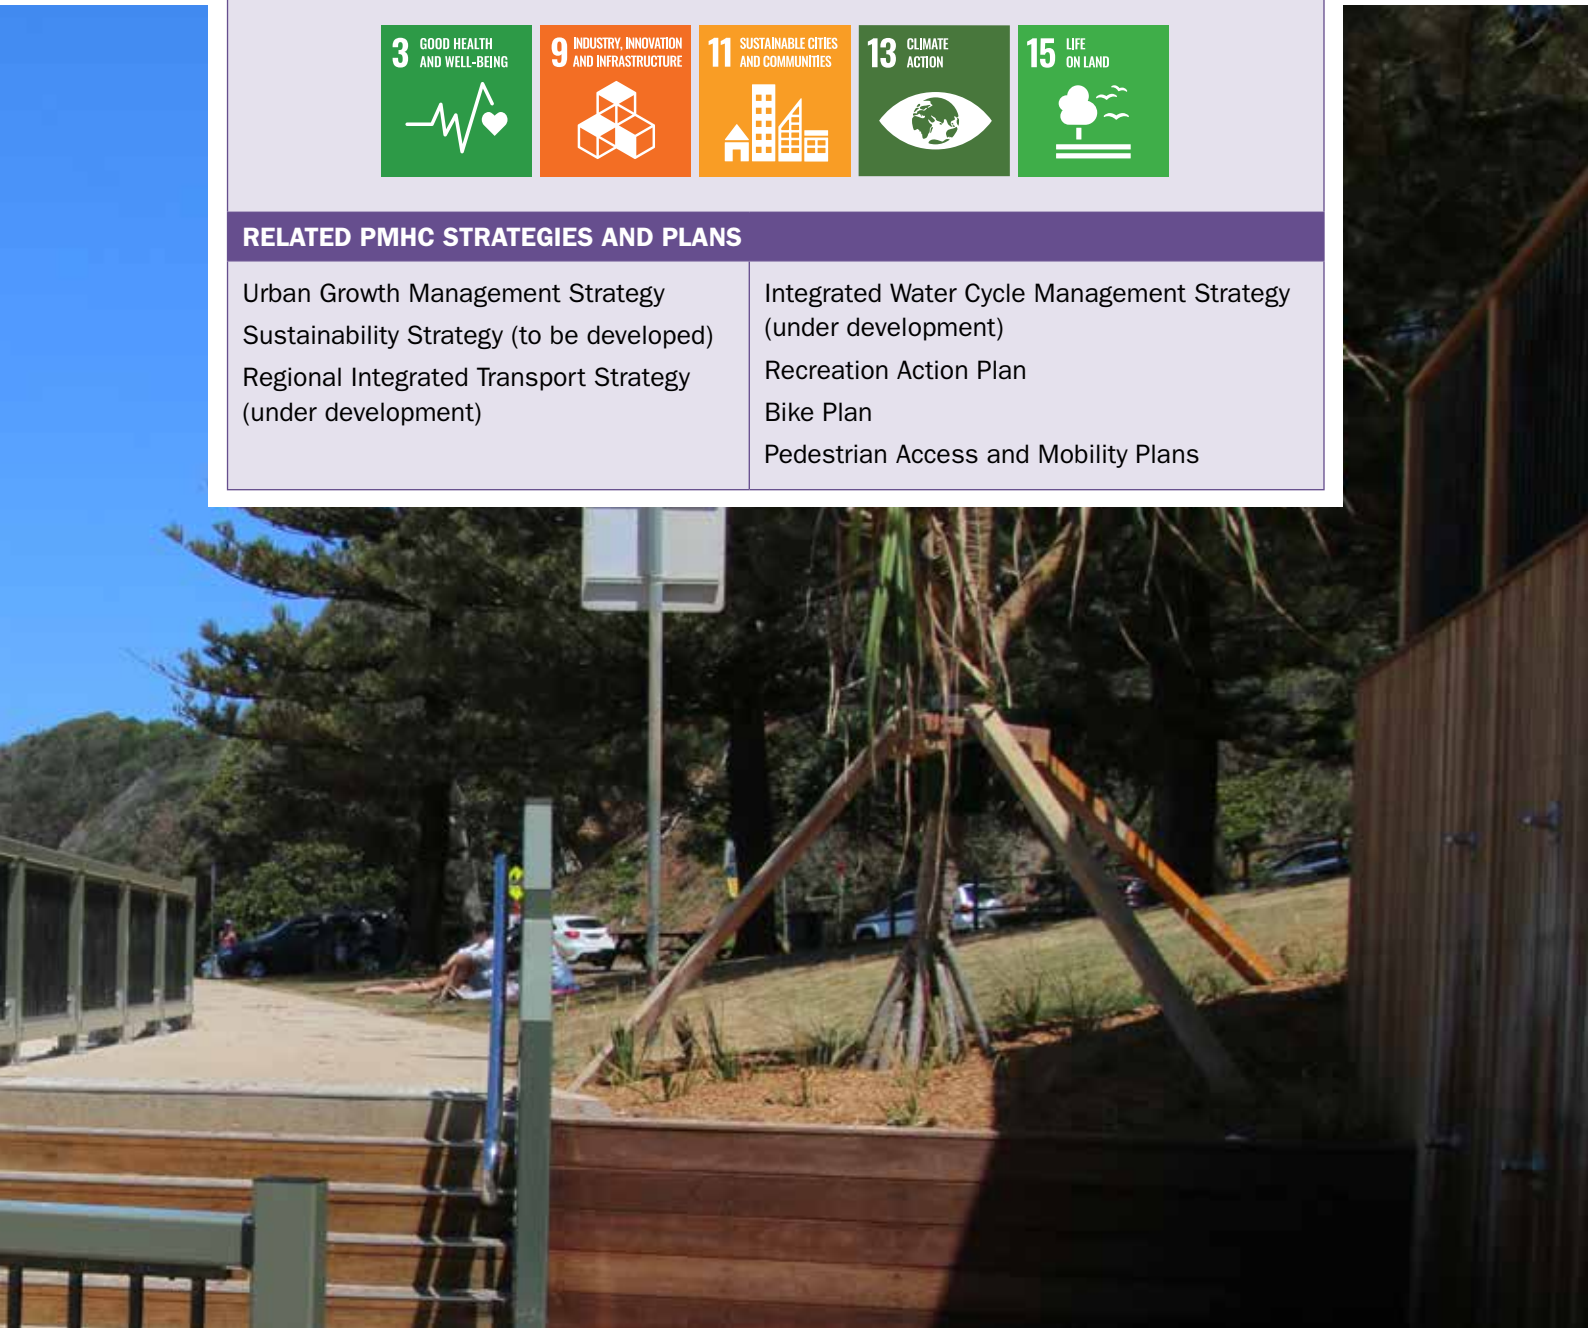 3 GOOD HEALTH
AND WELL-BEING
9 INDUSTRY, INNOVATION
AND INFRASTRUCTURE
11 SUSTAINABLE CITIES
AND COMMUNITIES
13 CLIMATE
ACTION
15 LIFE
ON LAND
RELATED PMHC STRATEGIES AND PLANS
Urban Growth Management Strategy
Sustainability Strategy (to be developed)
Regional Integrated Transport Strategy
(under development)
Integrated Water Cycle Management Strategy
(under development)
Recreation Action Plan
Bike Plan
Pedestrian Access and Mobility Plans